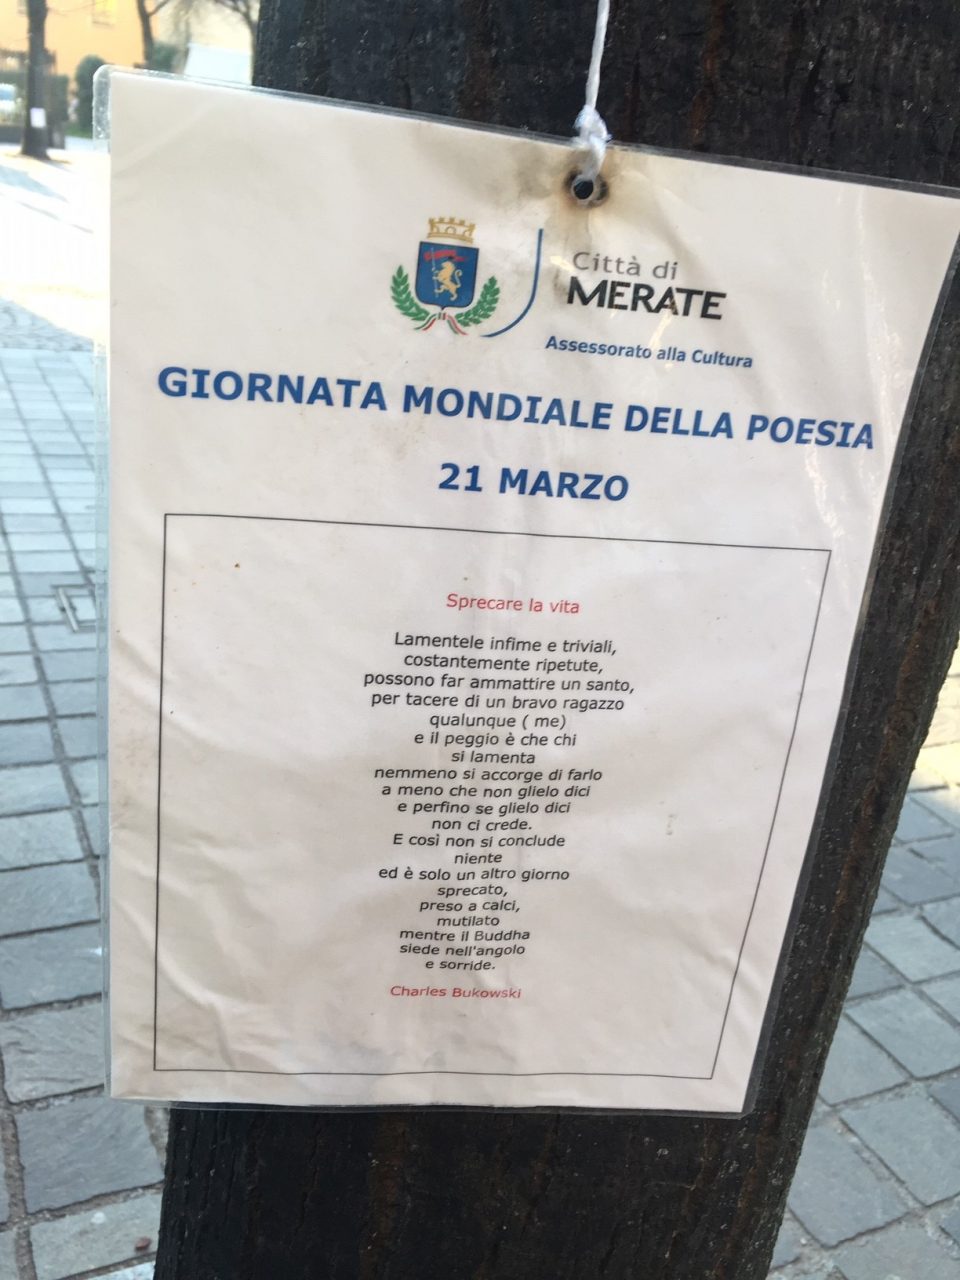 Città di
MERATE
Assessorato alla Cultura
GIORNATA MONDIALE DELLA POESIA
21 MARZO
Sprecare la vita
Lamentele infime e triviali,
costantemente ripetute,
possono far ammattire un santo,
per tacere di un bravo ragazzo
qualunque ( me)
e il peggio è che chi
si lamenta
nemmeno si accorge di farlo
a meno che non glielo dici
e perfino se glielo dici
non ci crede.
E così non si conclude
niente
ed è solo un altro giorno
sprecato,
preso a calci,
mutilato
mentre il Buddha
siede nell'angolo
e sorride.
Charles Bukowski